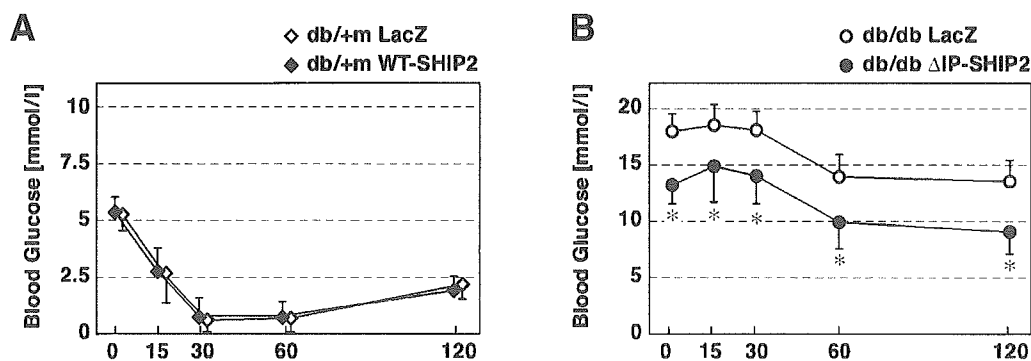 A
db/+m LacZ
db/+m WT-SHIP2
Blood Glucose [mmol/l]
10
7.5
5
2.5
0
0 15 30 60 120
B
db/db LacZ
db/db ΔIP-SHIP2
Blood Glucose [mmol/l]
20
15
10
5
0
* * * * *
0 15 30 60 120